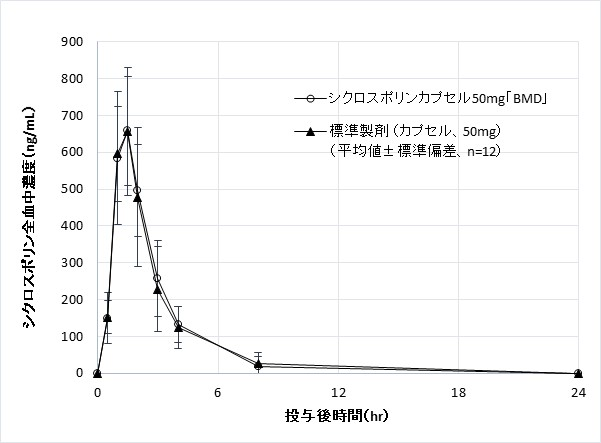 900
800
700
600
500
400
300
200
100
0
シクロスポリン全血中濃度(ng/mL)
シクロスポリンカプセル50mg「BMD」
標準製剤(カプセル、50mg)
(平均値±標準偏差、n=12)
0 6 12 18 24
投与後時間(hr)